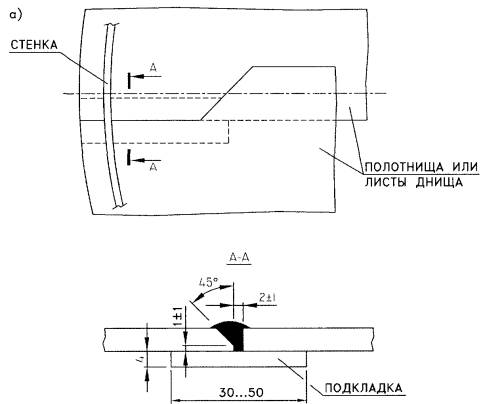 а)
СТЕНКА
А
А
ПОЛОТНИЩА ИЛИ
ЛИСТЫ ДНИЩА
А-А
45°
2±1
1±1
4
30...50
ПОДКЛАДКА